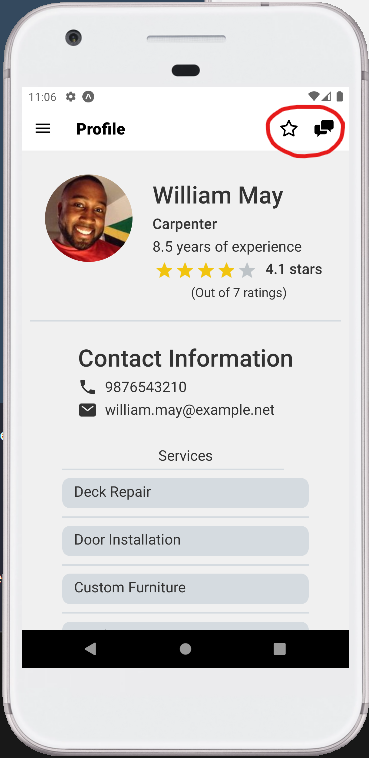 11:06
Profile
William May
Carpenter
8.5 years of experience
4.1 stars
(Out of 7 ratings)
Contact Information
9876543210
william.may@example.net
Services
Deck Repair
Door Installation
Custom Furniture